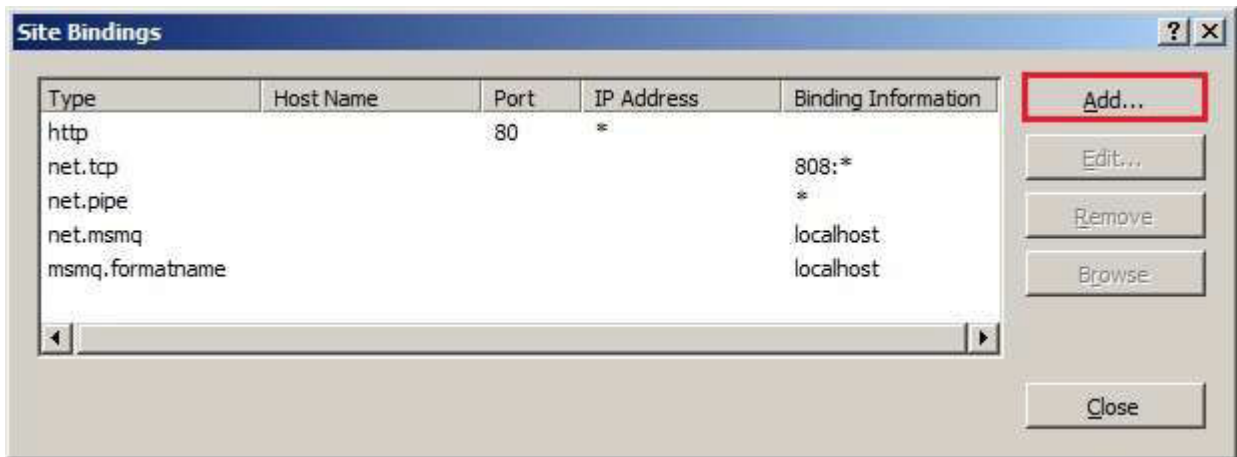 Site Bindings
Type Host Name Port IP Address Binding Information
http 80 *
net.tcp 808:*
net.pipe *
net.msmq localhost
msmq.formatname localhost
Add...
Edit...
Remove
Browse
Close